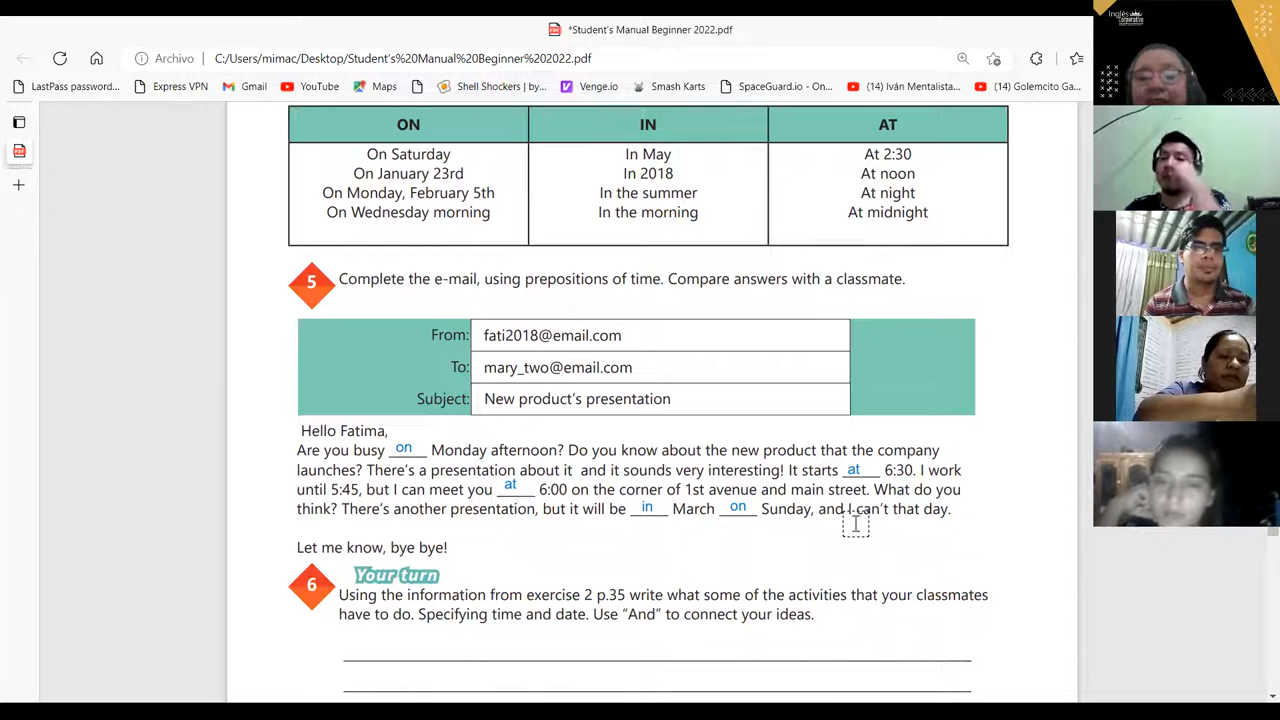 *Student's Manual Beginner 2022.pdf
Archivo
C:/Users/mimac/Desktop/Student's%20Manual%20Beginner%202022.pdf
LastPass password...
Express VPN
Gmail
YouTube
Maps
Shell Shockers | by...
Venge.io
Smash Karts
SpaceGuard.io - On...
(14) Iván Mentalista...
(14) Golemcito Ga...
Inglés
Corporativo
ON IN AT
On Saturday In May At 2:30
On January 23rd In 2018 At noon
On Monday, February 5th In the summer At night
On Wednesday morning In the morning At midnight
5 Complete the e-mail, using prepositions of time. Compare answers with a classmate.
From: fati2018@email.com
To: mary_two@email.com
Subject: New product's presentation
Hello Fatima,
Are you busy on Monday afternoon? Do you know about the new product that the company
launches? There's a presentation about it and it sounds very interesting! It starts at 6:30. I work
until 5:45, but I can meet you at 6:00 on the corner of 1st avenue and main street. What do you
think? There's another presentation, but it will be in March on Sunday, and I can't that day.
Let me know, bye bye!
6 Your turn
Using the information from exercise 2 p.35 write what some of the activities that your classmates
have to do. Specifying time and date. Use “And” to connect your ideas.